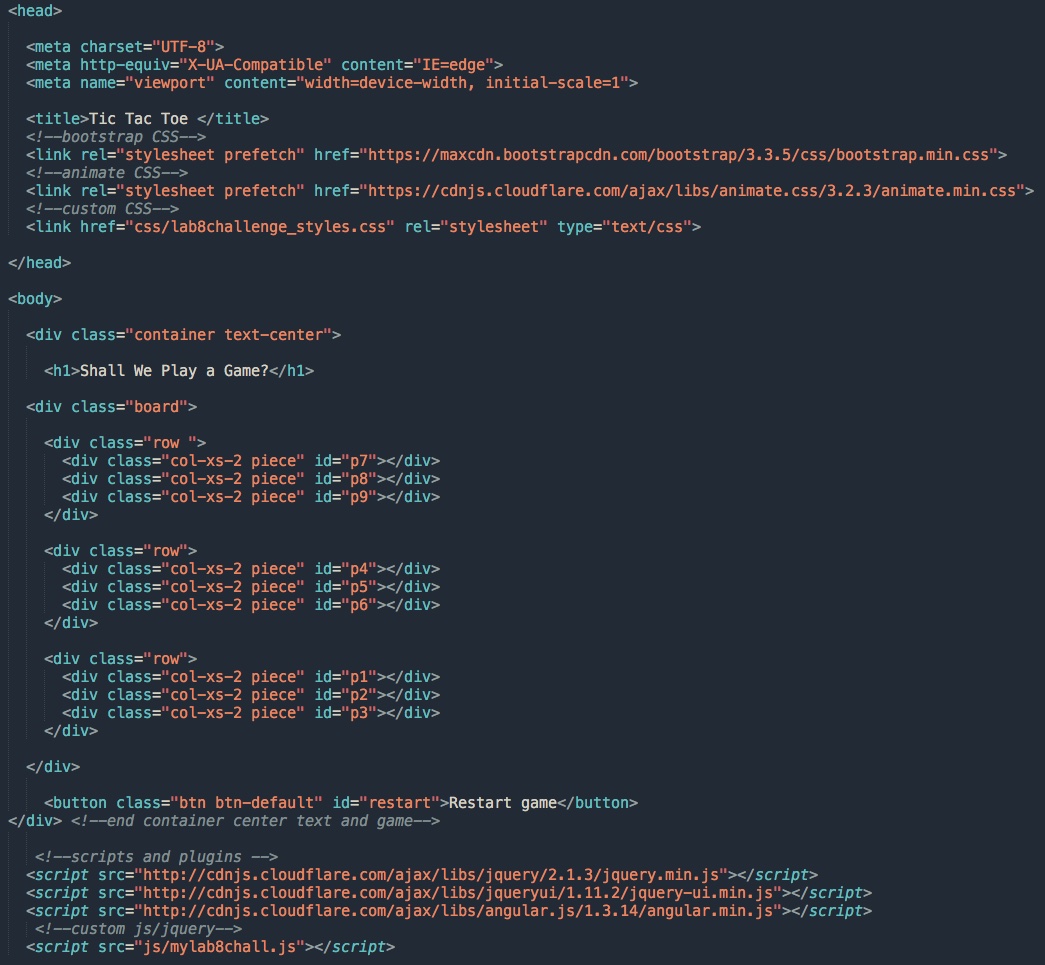 <head>
<meta charset="UTF-8">
<meta http-equiv="X-UA-Compatible" content="IE=edge">
<meta name="viewport" content="width=device-width, initial-scale=1">
<title>Tic Tac Toe </title>
<!--bootstrap CSS-->
<link rel="stylesheet prefetch" href="https://maxcdn.bootstrapcdn.com/bootstrap/3.3.5/css/bootstrap.min.css">
<!--animate CSS-->
<link rel="stylesheet prefetch" href="https://cdnjs.cloudflare.com/ajax/libs/animate.css/3.2.3/animate.min.css">
<!--custom CSS-->
<link href="css/lab8challenge_styles.css" rel="stylesheet" type="text/css">
</head>
<body>
<div class="container text-center">
<h1>Shall We Play a Game?</h1>
<div class="board">
<div class="row ">
<div class="col-xs-2 piece" id="p7"></div>
<div class="col-xs-2 piece" id="p8"></div>
<div class="col-xs-2 piece" id="p9"></div>
</div>
<div class="row">
<div class="col-xs-2 piece" id="p4"></div>
<div class="col-xs-2 piece" id="p5"></div>
<div class="col-xs-2 piece" id="p6"></div>
</div>
<div class="row">
<div class="col-xs-2 piece" id="p1"></div>
<div class="col-xs-2 piece" id="p2"></div>
<div class="col-xs-2 piece" id="p3"></div>
</div>
</div>
<button class="btn btn-default" id="restart">Restart game</button>
</div> <!--end container center text and game-->
<!--scripts and plugins -->
<script src="http://cdnjs.cloudflare.com/ajax/libs/jquery/2.1.3/jquery.min.js"></script>
<script src="http://cdnjs.cloudflare.com/ajax/libs/jqueryui/1.11.2/jquery-ui.min.js"></script>
<script src="http://cdnjs.cloudflare.com/ajax/libs/angular.js/1.3.14/angular.min.js"></script>
<!--custom js/jquery-->
<script src="js/mylab8chall.js"></script>